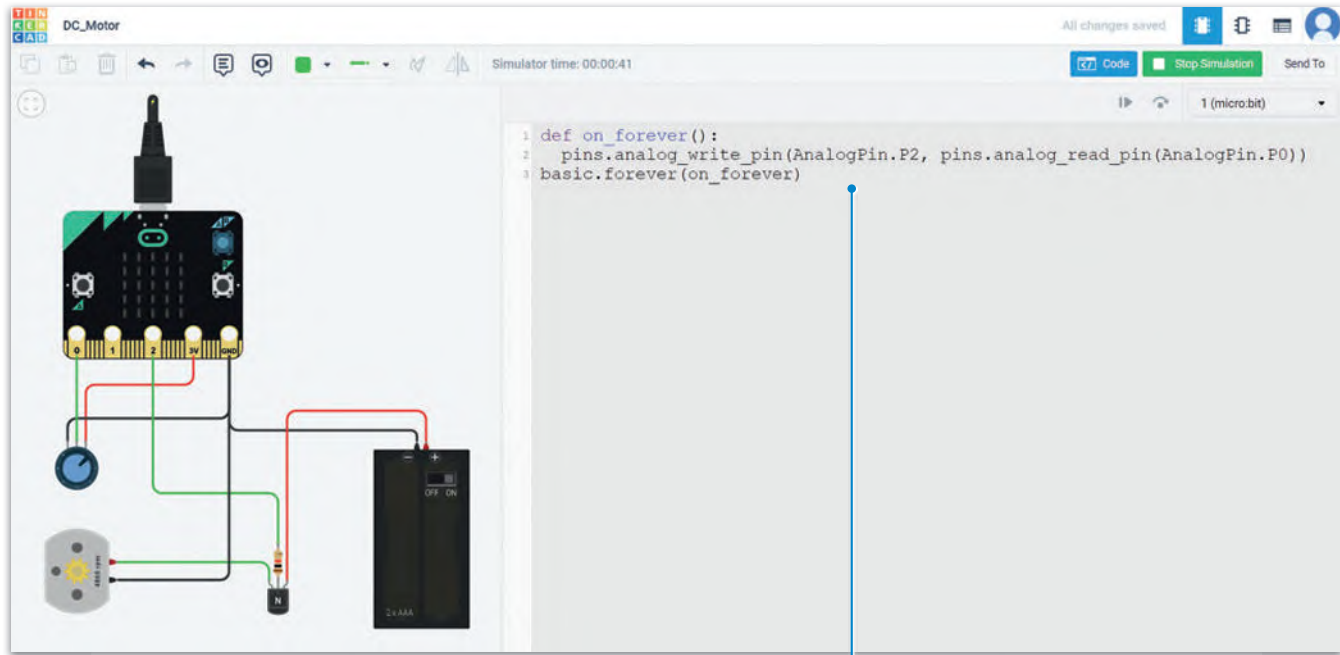 TIN
KER
CAD
DC_Motor
All changes saved
Simulator time: 00:00:41
Code
Stop Simulation
Send To
1 (micro:bit)
1 def on_forever():
2 pins.analog_write_pin(AnalogPin.P2, pins.analog_read_pin(AnalogPin.P0))
3 basic.forever(on_forever)
A
B
0
1
2
3V
GND
OFF ON
N
2 x AAA